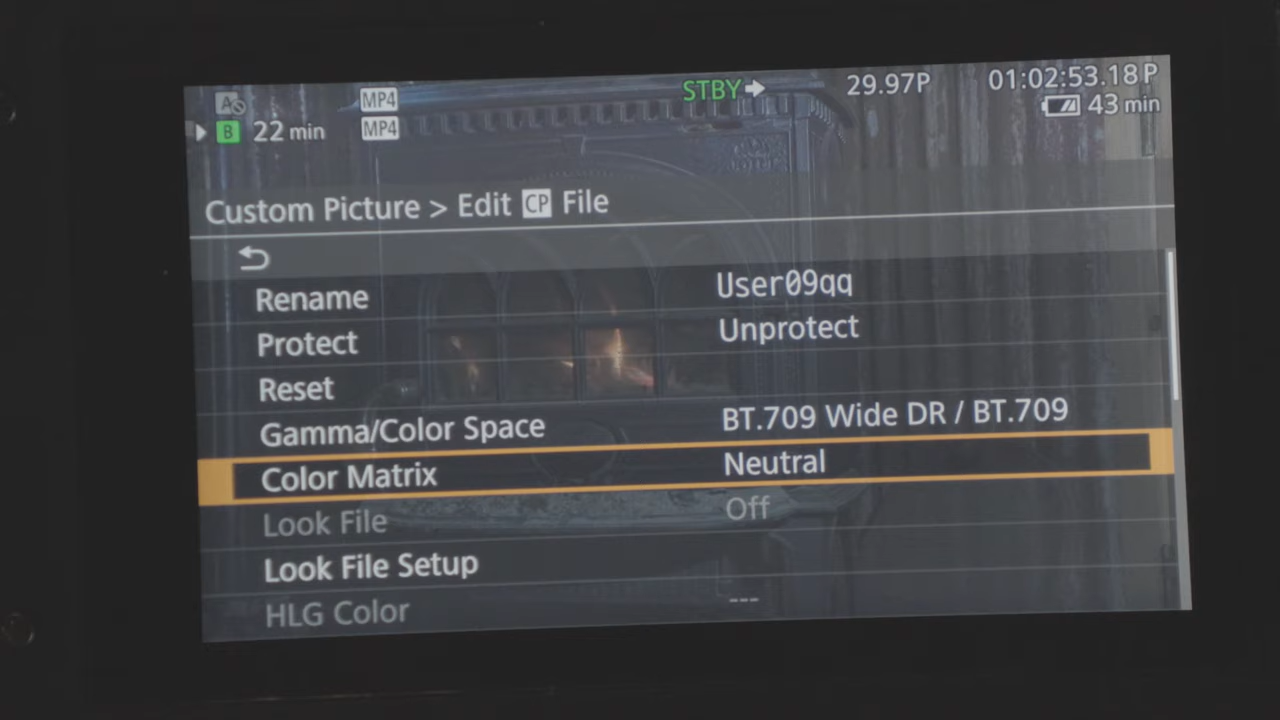 A MP4 STBY 29.97P 01:02:53.18P
B 22 min MP4 43 min
Custom Picture > Edit CP File
Rename User09qq
Protect Unprotect
Reset
Gamma/Color Space BT.709 Wide DR / BT.709
Color Matrix Neutral
Look File Off
Look File Setup
HLG Color ---